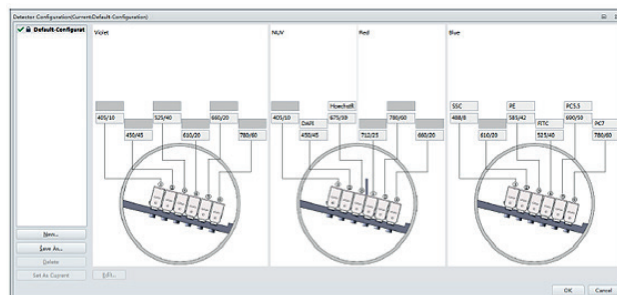 Detector Configuration(Current:Default-Configuration)
Default-Configurat
Violet
NUV
Red
Blue
405/10
450/45
525/40
610/20
660/20
780/60
405/10
DAPI
450/45
Hoechst
675/30
712/25
780/60
660/20
SSC
488/8
610/20
PE
585/42
FITC
525/40
PC5.5
690/50
PC7
780/60
New...
Save As...
Delete
Set As Current
Edit...
OK
Cancel